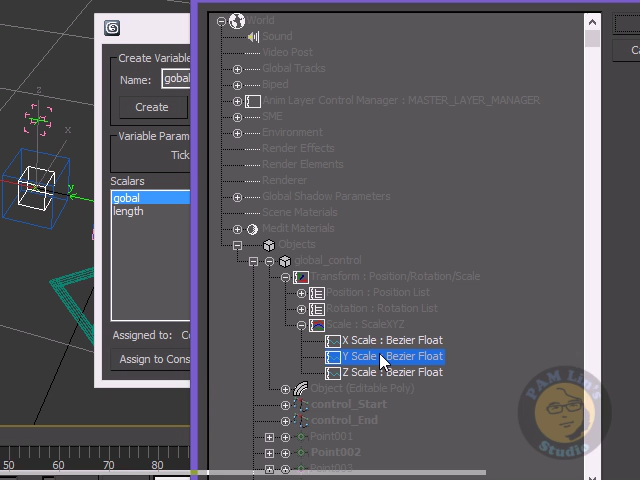 World
Sound
Video Post
Global Tracks
Biped
Anim Layer Control Manager : MASTER_LAYER_MANAGER
SME
Environment
Render Effects
Render Elements
Renderer
Global Shadow Parameters
Scene Materials
Medit Materials
Objects
global_control
Transform : Position/Rotation/Scale
Position : Position List
Rotation : Rotation List
Scale : ScaleXYZ
X Scale : Bezier Float
Y Scale : Bezier Float
Z Scale : Bezier Float
Object (Editable Poly)
control_Start
control_End
Point001
Point002
Point003
Create Variable
Name: gobal
Create
Variable Param
Tick
Scalars
gobal
length
Assigned to: C
Assign to Cons
Ca
z
x
y
50 60 70 80
PAM Lin's
Studio